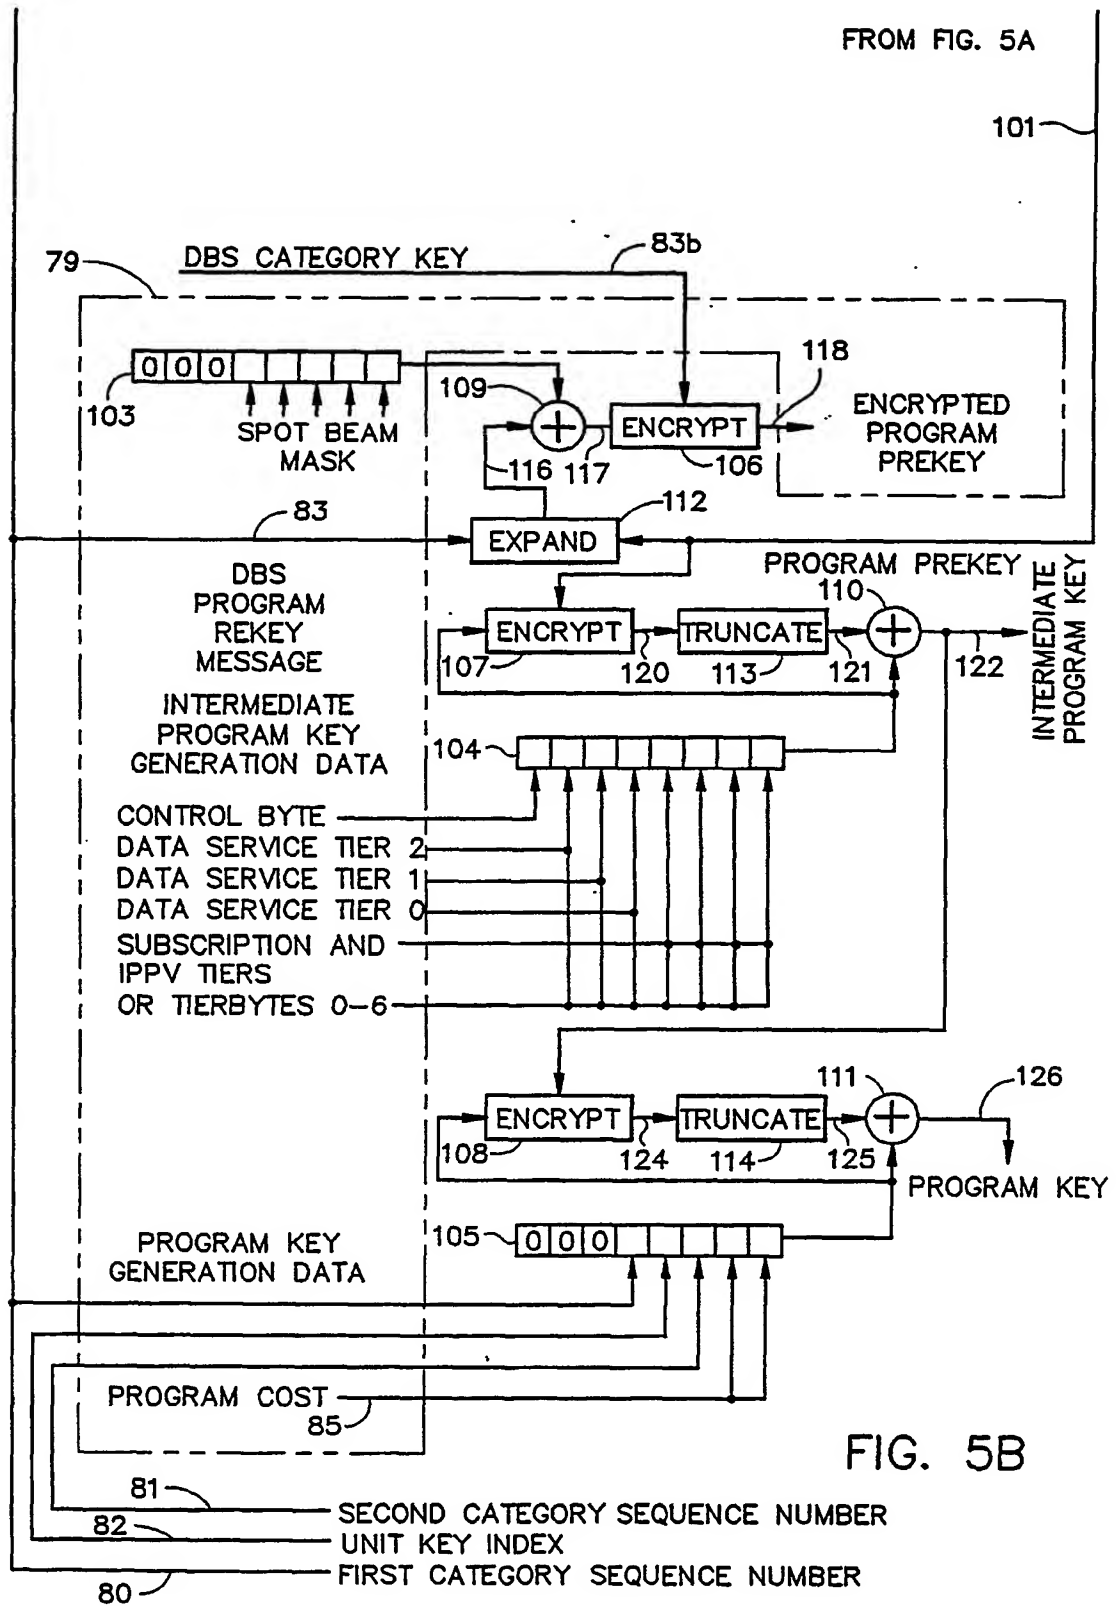 FROM FIG. 5A
101
79
DBS CATEGORY KEY
83b
0 0 0
103
SPOT BEAM
MASK
109
116
117
ENCRYPT
106
118
ENCRYPTED
PROGRAM
PREKEY
83
112
EXPAND
DBS
PROGRAM
REKEY
MESSAGE
PROGRAM PREKEY
110
ENCRYPT
107
120
TRUNCATE
113
121
122
INTERMEDIATE
PROGRAM KEY
INTERMEDIATE
PROGRAM KEY
GENERATION DATA
104
CONTROL BYTE
DATA SERVICE TIER 2
DATA SERVICE TIER 1
DATA SERVICE TIER 0
SUBSCRIPTION AND
IPPV TIERS
OR TIERBYTES 0-6
ENCRYPT
108
124
TRUNCATE
114
125
111
126
PROGRAM KEY
PROGRAM KEY
GENERATION DATA
105
0 0 0
PROGRAM COST
85
FIG. 5B
81
SECOND CATEGORY SEQUENCE NUMBER
82
UNIT KEY INDEX
80
FIRST CATEGORY SEQUENCE NUMBER